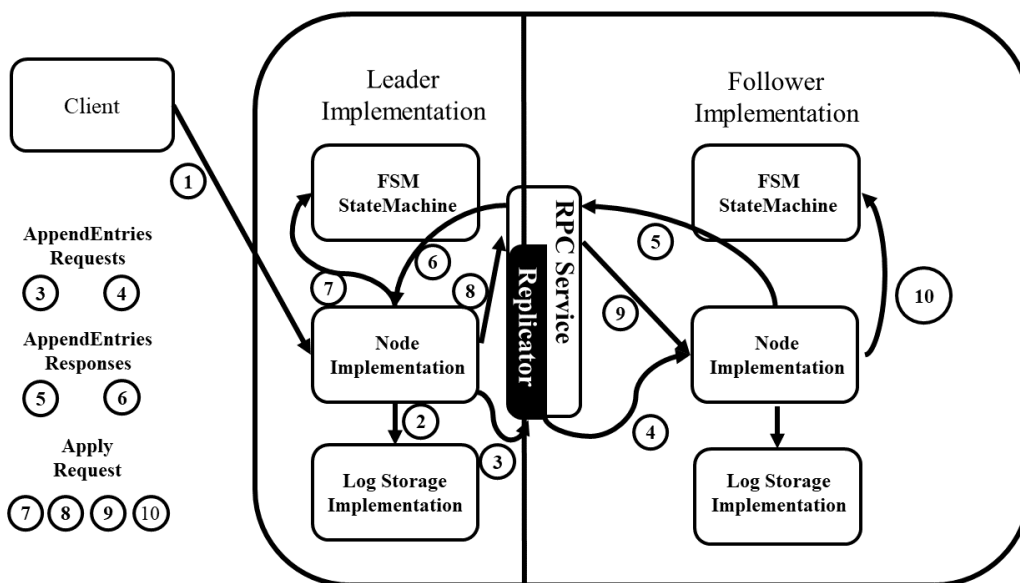 Client
1
AppendEntries
Requests
3 4
AppendEntries
Responses
5 6
Apply
Request
7 8 9 10
Leader
Implementation
FSM
StateMachine
6
7
8
Node
Implementation
2
3
Log Storage
Implementation
RPC Service
Replicator
Follower
Implementation
FSM
StateMachine
5
9
10
Node
Implementation
4
Log Storage
Implementation